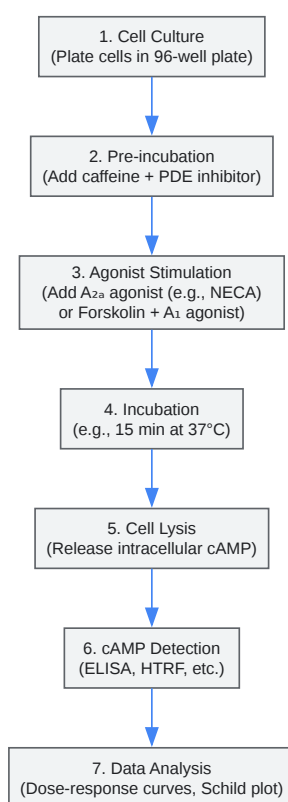 1. Cell Culture
(Plate cells in 96-well plate)
2. Pre-incubation
(Add caffeine + PDE inhibitor)
3. Agonist Stimulation
(Add A₂ₐ agonist (e.g., NECA)
or Forskolin + A₁ agonist)
4. Incubation
(e.g., 15 min at 37°C)
5. Cell Lysis
(Release intracellular cAMP)
6. cAMP Detection
(ELISA, HTRF, etc.)
7. Data Analysis
(Dose-response curves, Schild plot)